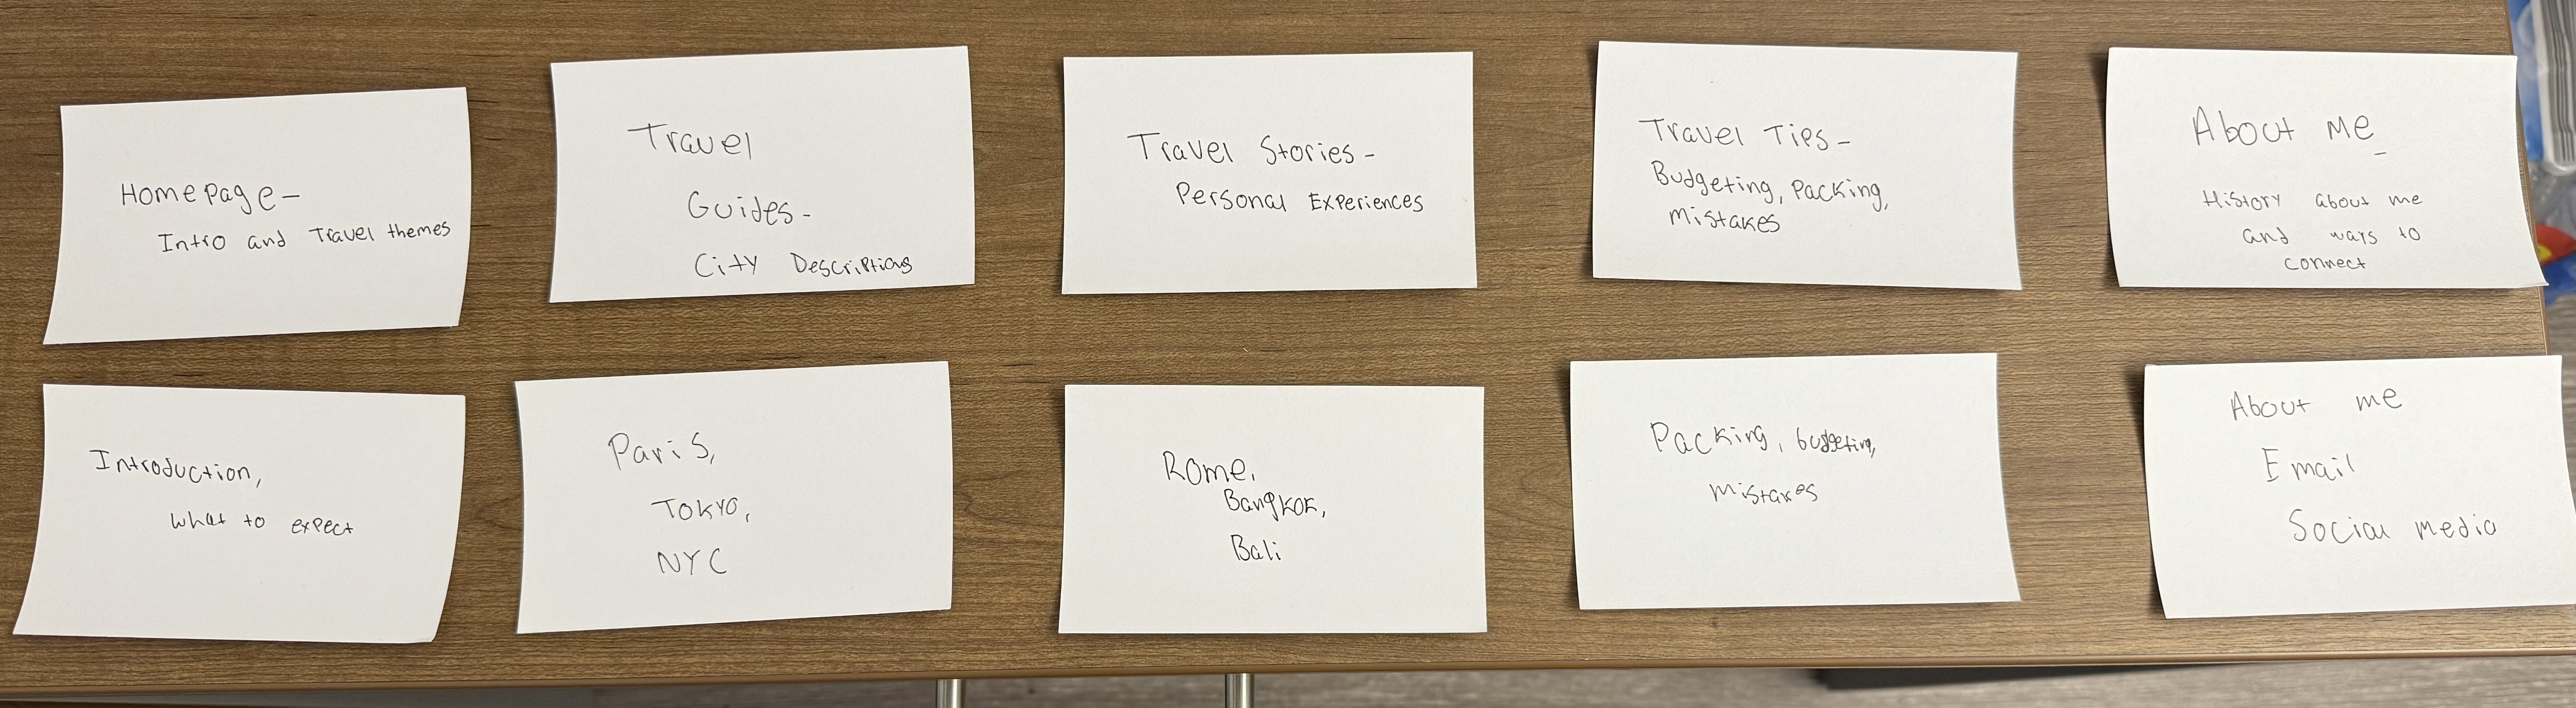 Homepage-
Intro and Travel themes
Travel
Guides-
City Descriptions
Travel Stories-
Personal Experiences
Travel Tips-
Budgeting, Packing,
Mistakes
About Me
History about me
and ways to
connect
Introduction,
what to expect
Paris,
Tokyo,
NYC
Rome,
Bangkok,
Bali
Packing, budgeting,
mistakes
About me
Email
Social media